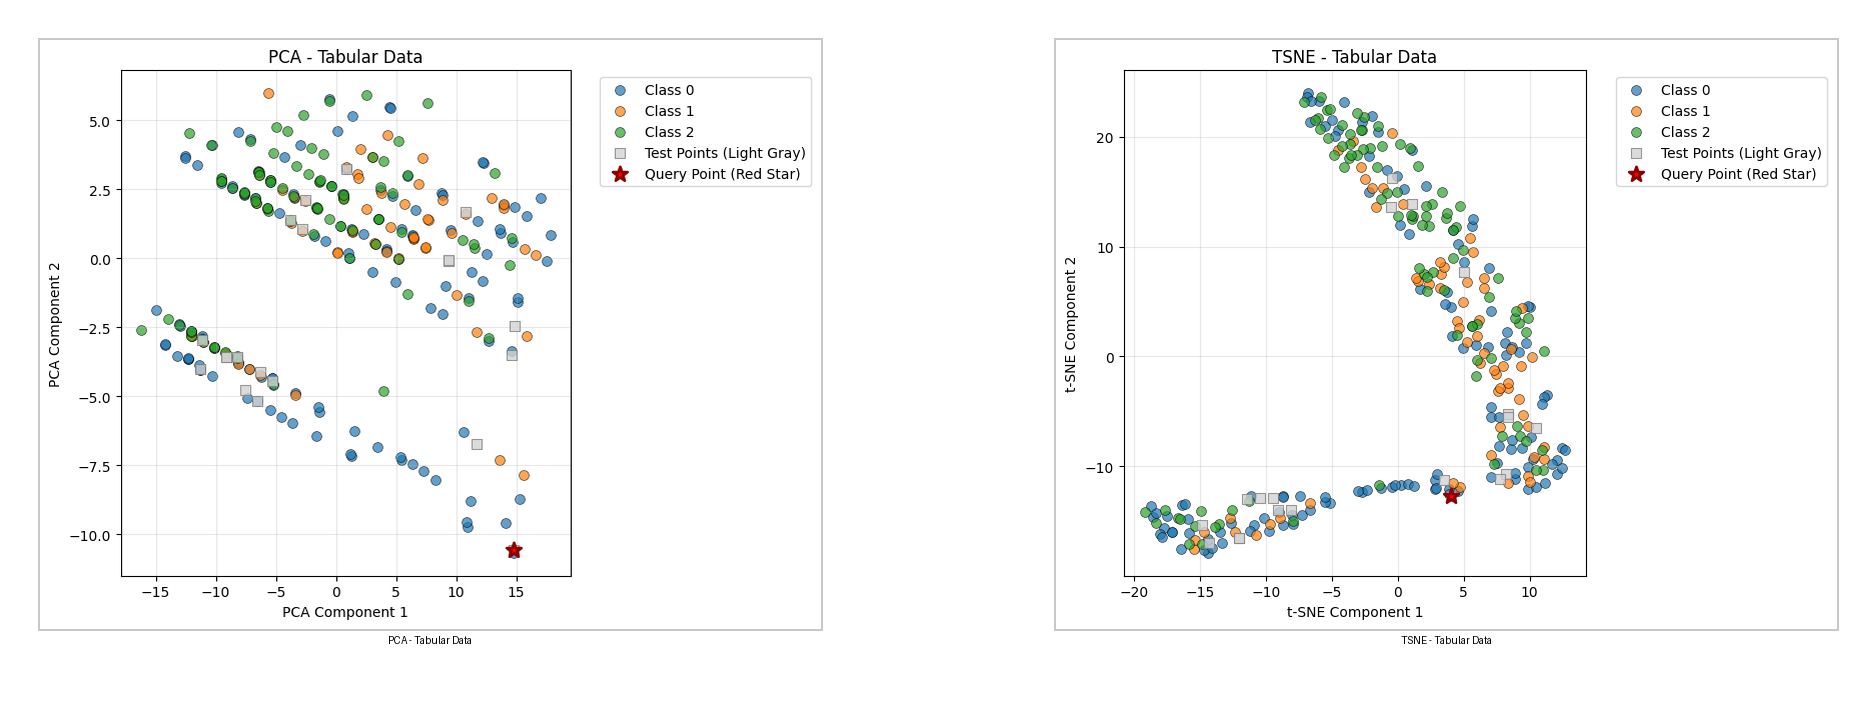 PCA - Tabular Data
5.0
2.5
0.0
−2.5
−5.0
−7.5
−10.0
PCA Component 2
−15
−10
−5
0
5
10
15
PCA Component 1
Class 0
Class 1
Class 2
Test Points (Light Gray)
Query Point (Red Star)
PCA - Tabular Data
TSNE - Tabular Data
20
10
0
−10
t-SNE Component 2
−20
−15
−10
−5
0
5
10
t-SNE Component 1
Class 0
Class 1
Class 2
Test Points (Light Gray)
Query Point (Red Star)
TSNE - Tabular Data